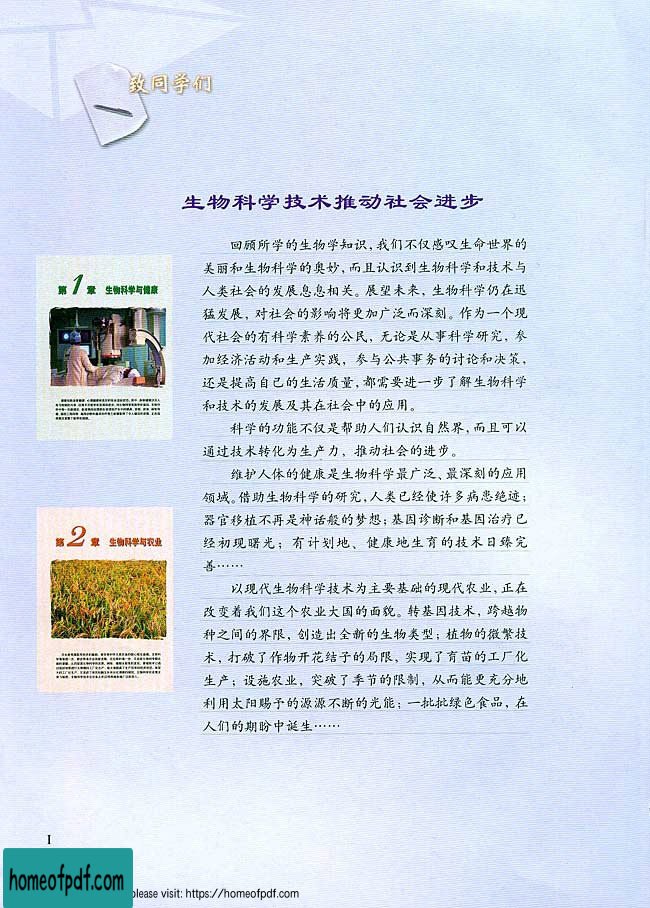 致同学们
生物科学技术推动社会进步
回顾所学的生物学知识,我们不仅感叹生命世界的
美丽和生物科学的奥妙,而且认识到生物科学和技术与
人类社会的发展息息相关。展望未来,生物科学仍在迅
猛发展,对社会的影响将更加广泛而深刻。作为一个现
代社会的有科学素养的公民,无论是从事科学研究,参
加经济活动和生产实践,参与公共事务的讨论和决策,
还是提高自己的生活质量,都需要进一步了解生物科学
和技术的发展及其在社会中的应用。
科学的功能不仅是帮助人们认识自然界,而且可以
通过技术转化为生产力,推动社会的进步。
维护人体的健康是生物科学最广泛、最深刻的应用
领域。借助生物科学的研究,人类已经使许多病患绝迹;
器官移植不再是神话般的梦想;基因诊断和基因治疗已
经初现曙光;有计划地、健康地生育的技术日臻完
善……
以现代生物科学技术为主要基础的现代农业,正在
改变着我们这个农业大国的面貌。转基因技术,跨越物
种之间的界限,创造出全新的生物类型;植物的微繁技
术,打破了作物开花结子的局限,实现了育苗的工厂化
生产;设施农业,突破了季节的限制,从而能更充分地
利用太阳赐予的源源不断的光能;一批批绿色食品,在
人们的期盼中诞生……
第1章 生物科学与健康
第2章 生物科学与农业
I
homeofpdf.com
please visit: https://homeofpdf.com